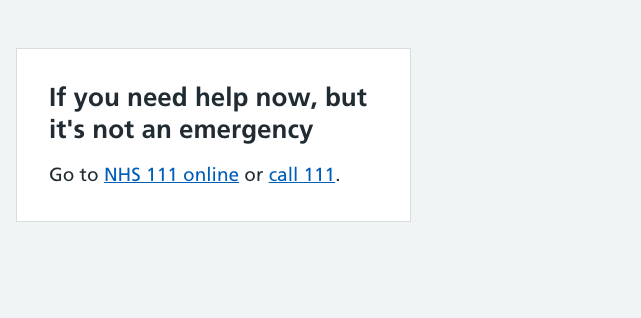 If you need help now, but
it's not an emergency
Go to NHS 111 online or call 111.